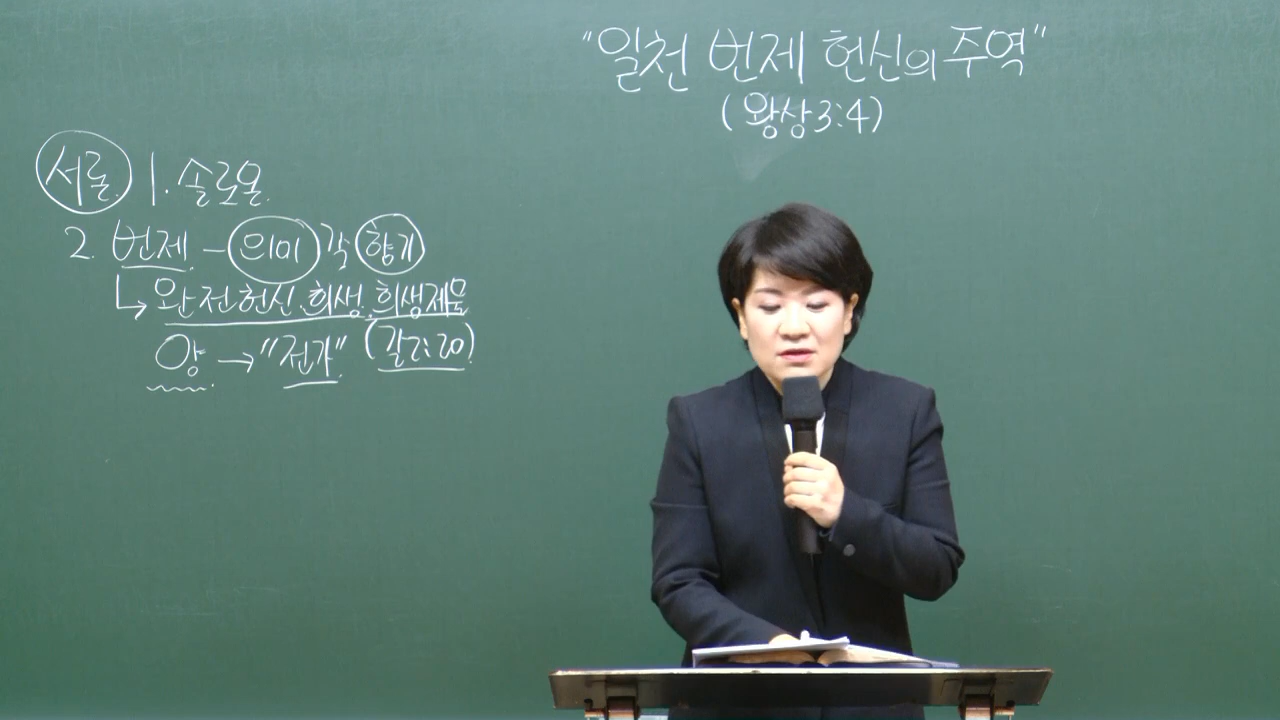 "일천 번제 헌신의 주역"
(왕상3:4)
서론 1. 솔로몬
2. 번제 - 의미 각 향기
↳ 완전헌신.희생.희생제물
양 → "전가" (갈2:20)